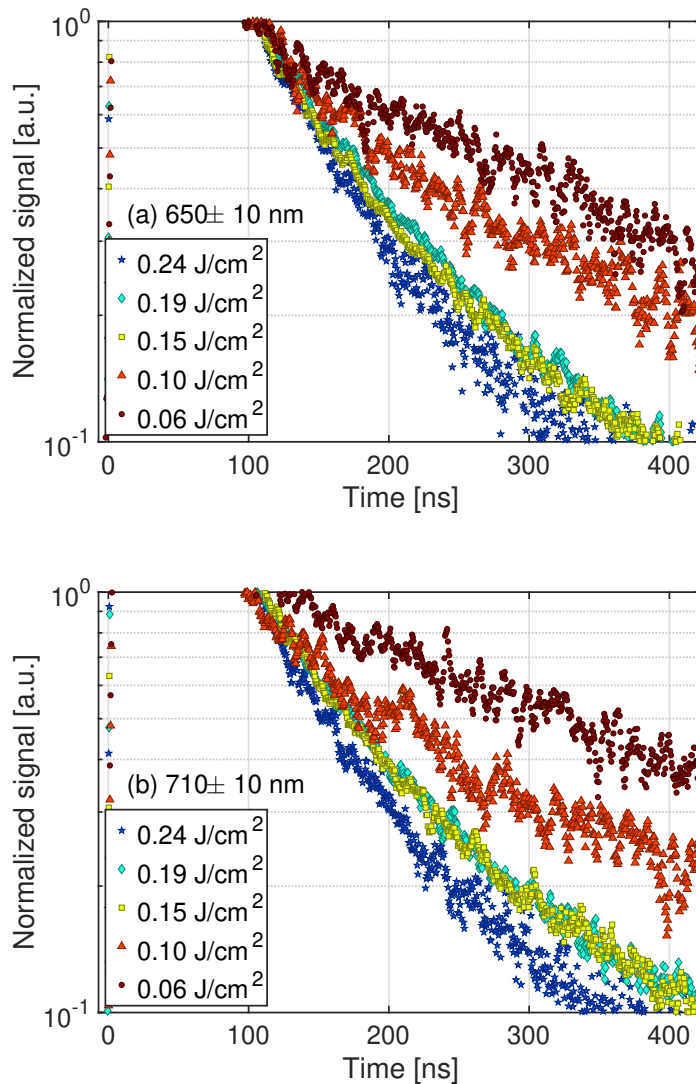 10^0
Normalized signal [a.u.]
(a) 650± 10 nm
0.24 J/cm^2
0.19 J/cm^2
0.15 J/cm^2
0.10 J/cm^2
0.06 J/cm^2
10^-1
0 100 200 300 400
Time [ns]
10^0
Normalized signal [a.u.]
(b) 710± 10 nm
0.24 J/cm^2
0.19 J/cm^2
0.15 J/cm^2
0.10 J/cm^2
0.06 J/cm^2
10^-1
0 100 200 300 400
Time [ns]